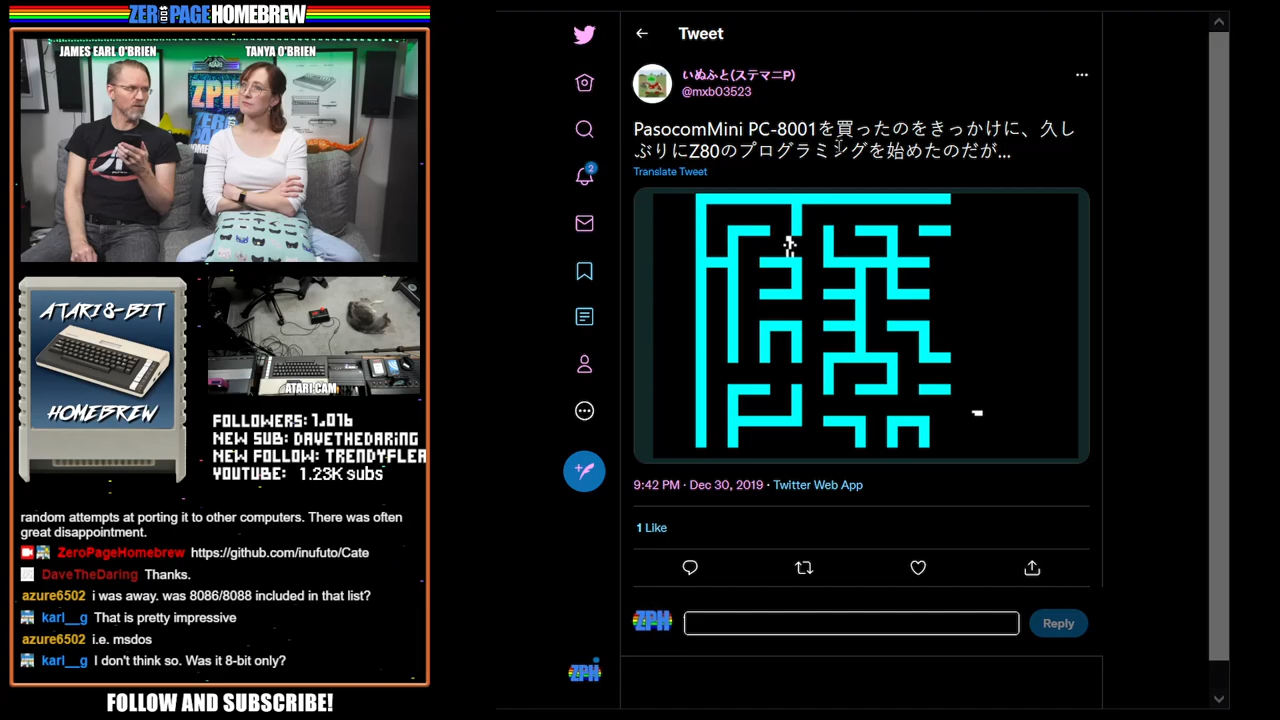 ZERO PAGE HOMEBREW
JAMES EARL O'BRIEN
TANYA O'BRIEN
ZPH
ATARI 8-BIT
HOMEBREW
ATARI CAM
FOLLOWERS: 1,016
NEW SUB: DAVETHEDARING
NEW FOLLOW: TRENDYFLEA
YOUTUBE: 1.23K subs
random attempts at porting it to other computers. There was often
great disappointment.
ZeroPageHomebrew https://github.com/inufuto/Cate
DaveTheDaring Thanks.
azure6502 i was away. was 8086/8088 included in that list?
karl__g That is pretty impressive
azure6502 i.e. msdos
karl__g I don't think so. Was it 8-bit only?
FOLLOW AND SUBSCRIBE!
Tweet
いぬふと(ステマニP)
@mxb03523
PasocomMini PC-8001を買ったのをきっかけに、久し
ぶりにZ80のプログラミングを始めたのだが...
Translate Tweet
9:42 PM · Dec 30, 2019 · Twitter Web App
1 Like
2
ZPH
Reply
ZPH